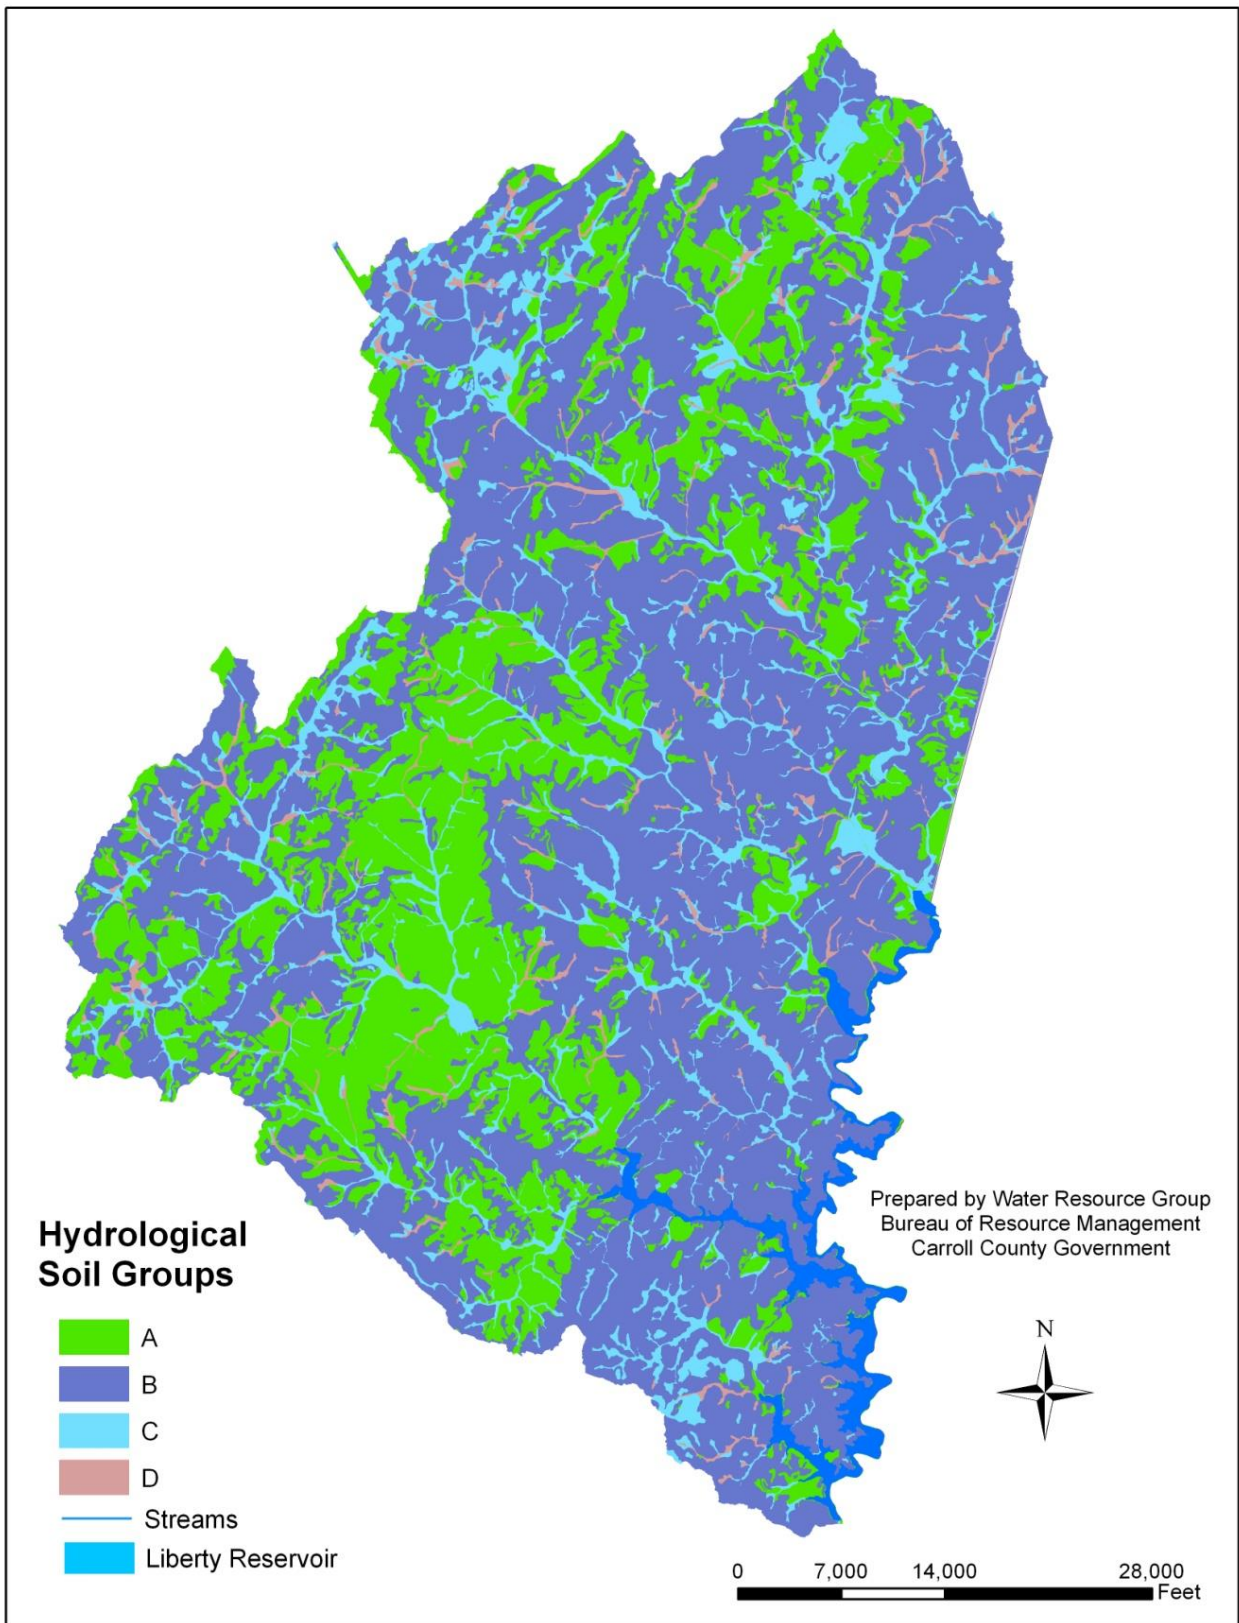 Prepared by Water Resource Group
Bureau of Resource Management
Carroll County Government
Hydrological
Soil Groups
A
B
C
D
Streams
Liberty Reservoir
N
0 7,000 14,000 28,000
Feet